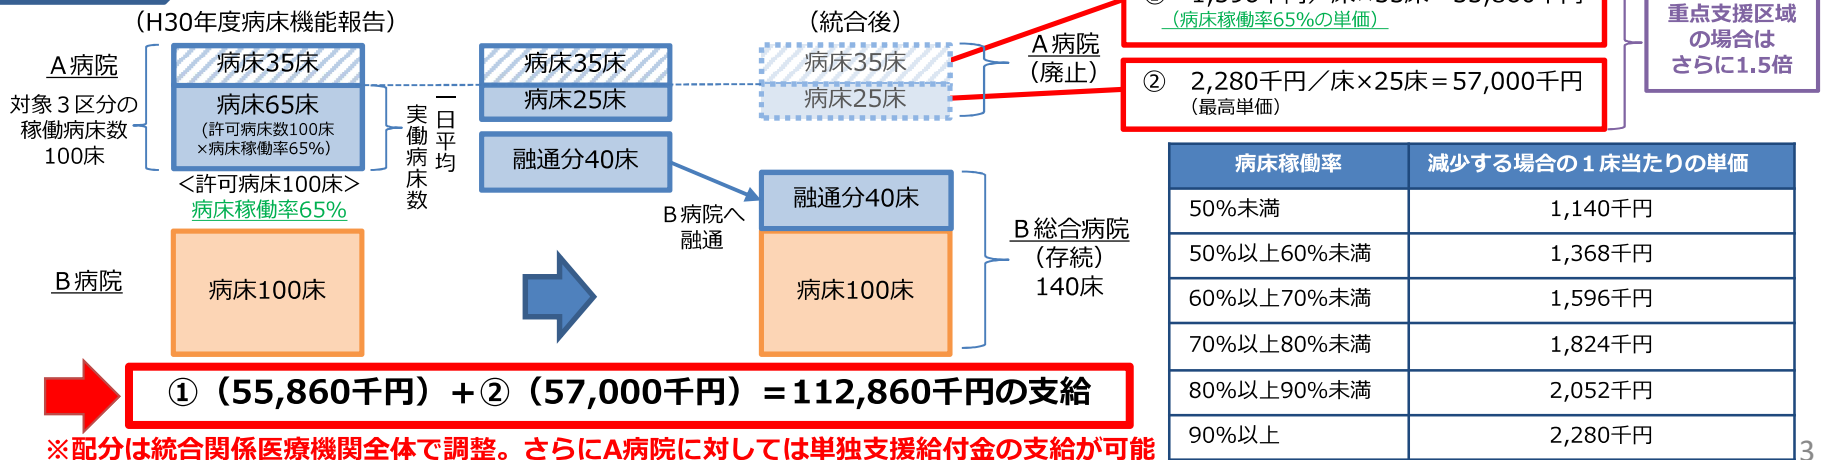 （H30年度病床機能報告）
Ａ病院
対象３区分の
稼働病床数
100床
病床35床
病床65床
（許可病床数100床
×病床稼働率65%）
＜許可病床100床＞
病床稼働率65%
一日平均
実働病床数
Ｂ病院
病床100床
病床35床
病床25床
融通分40床
Ｂ病院へ
融通
（統合後）
病床35床
病床25床
Ａ病院
（廃止）
融通分40床
病床100床
Ｂ総合病院
（存続）
140床
（病床稼働率65%の単価）
②　2,280千円／床×25床＝57,000千円
（最高単価）
重点支援区域
の場合は
さらに1.5倍
病床稼働率　減少する場合の１床当たりの単価
50%未満　1,140千円
50%以上60%未満　1,368千円
60%以上70%未満　1,596千円
70%以上80%未満　1,824千円
80%以上90%未満　2,052千円
90%以上　2,280千円
①（55,860千円）＋②（57,000千円）＝112,860千円の支給
※配分は統合関係医療機関全体で調整。さらにA病院に対しては単独支援給付金の支給が可能
3